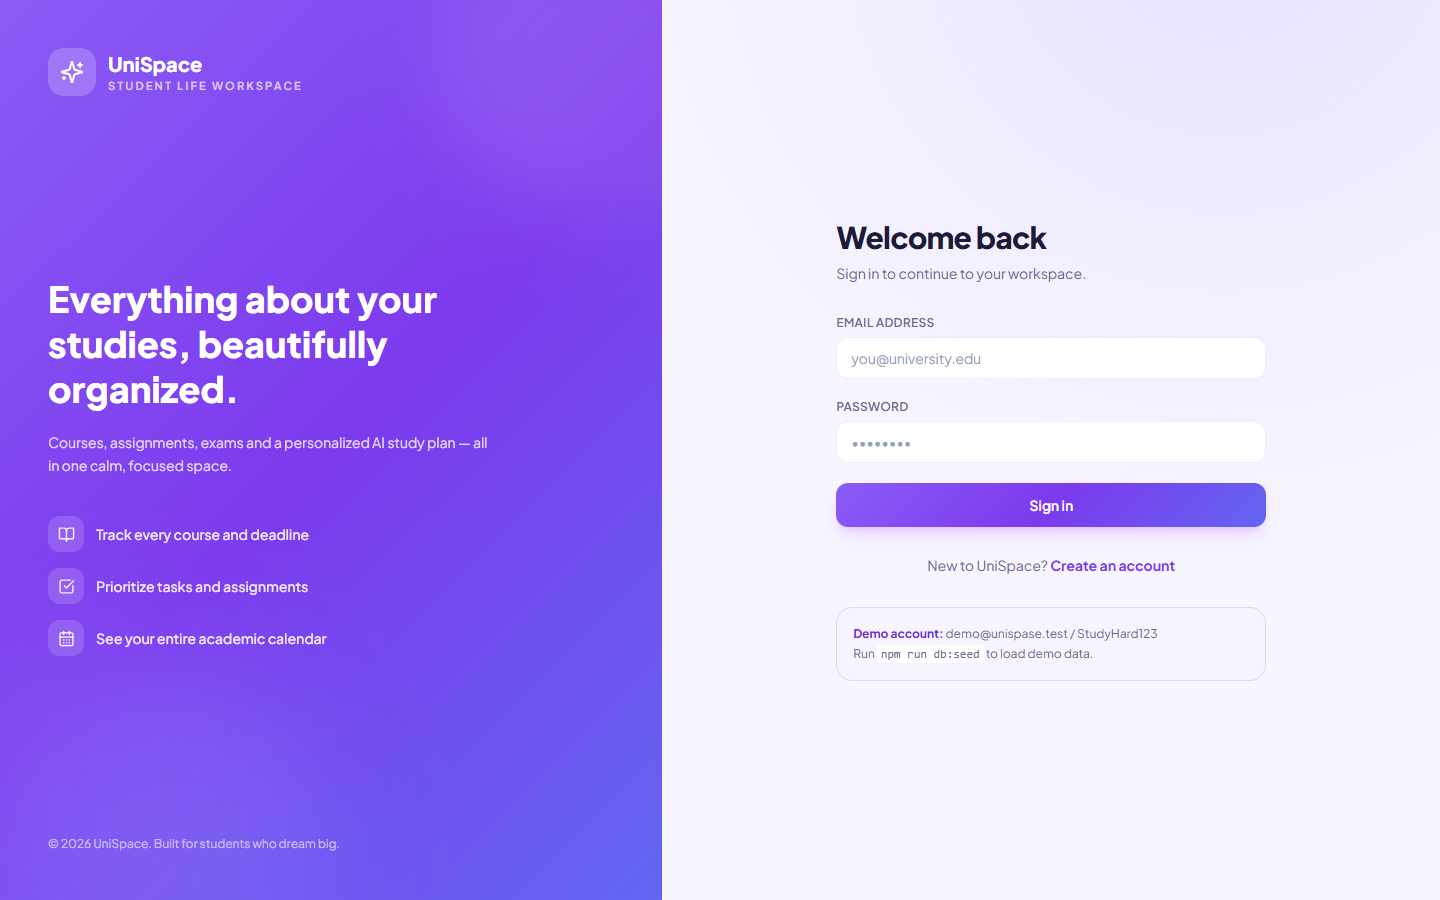 UniSpace
STUDENT LIFE WORKSPACE
Everything about your
studies, beautifully
organized.
Courses, assignments, exams and a personalized AI study plan — all
in one calm, focused space.
Track every course and deadline
Prioritize tasks and assignments
See your entire academic calendar
© 2026 UniSpace. Built for students who dream big.
Welcome back
Sign in to continue to your workspace.
EMAIL ADDRESS
you@university.edu
PASSWORD
••••••••
Sign in
New to UniSpace? Create an account
Demo account: demo@unispase.test / StudyHard123
Run npm run db:seed to load demo data.